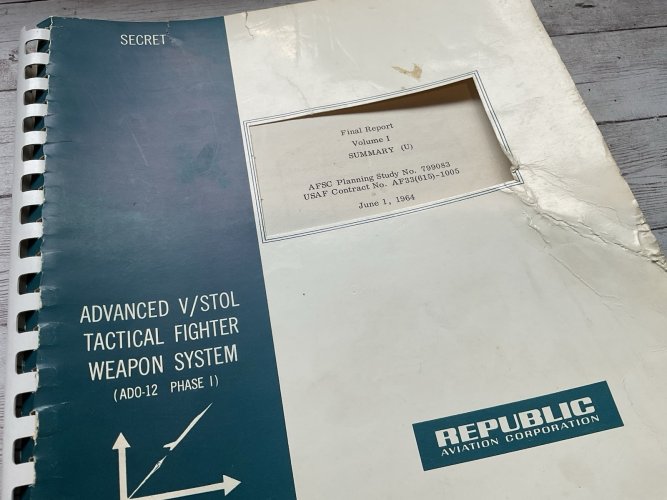 SECRET
Final Report
Volume I
SUMMARY (U)
AFSC Planning Study No. 799083
USAF Contract No. AF33(615)-1005
June 1, 1964
ADVANCED V/STOL
TACTICAL FIGHTER
WEAPON SYSTEM
(ADO-12 PHASE I)
REPUBLIC
AVIATION CORPORATION